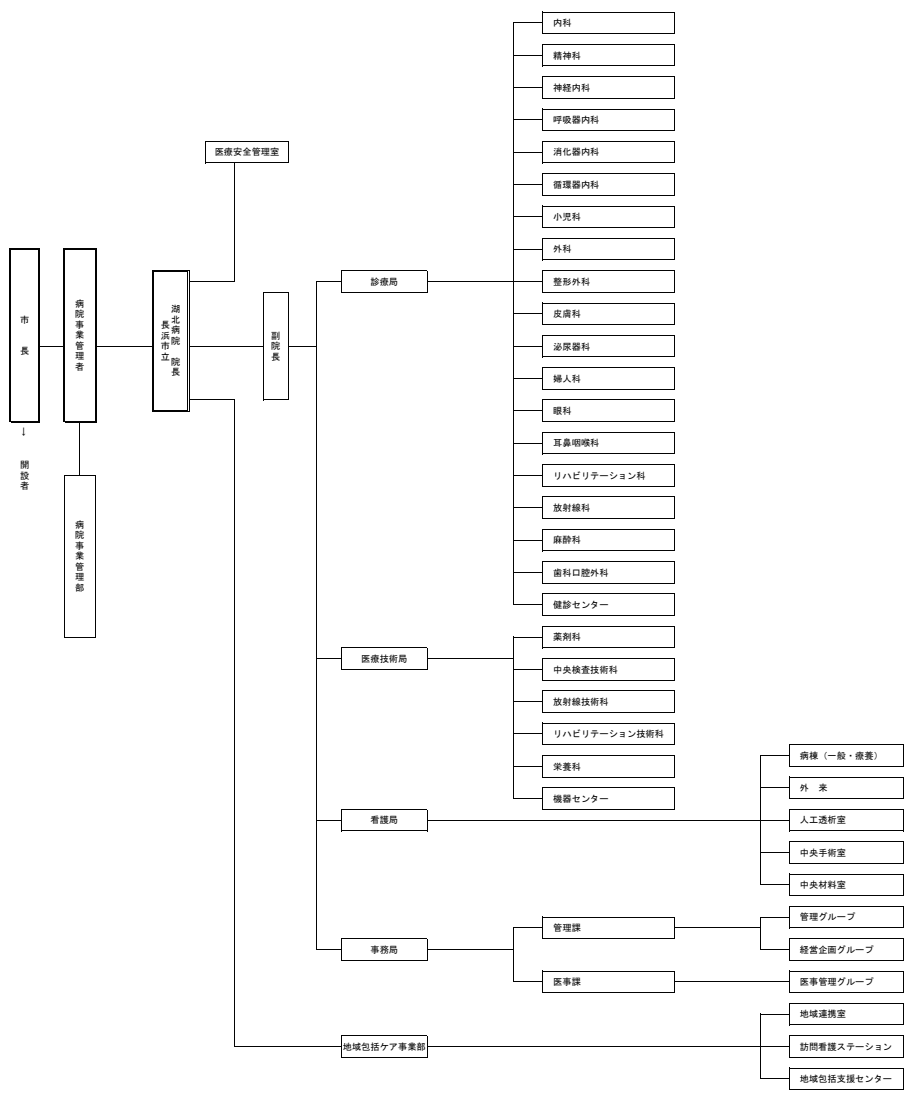 市　長
↓
開設者
病院事業管理者
病院事業管理部
長浜市立
湖北病院　院長
医療安全管理室
副院長
診療局
内科
精神科
神経内科
呼吸器内科
消化器内科
循環器内科
小児科
外科
整形外科
皮膚科
泌尿器科
婦人科
眼科
耳鼻咽喉科
リハビリテーション科
放射線科
麻酔科
歯科口腔外科
健診センター
医療技術局
薬剤科
中央検査技術科
放射線技術科
リハビリテーション技術科
栄養科
機器センター
看護局
病棟（一般・療養）
外　来
人工透析室
中央手術室
中央材料室
事務局
管理課
管理グループ
経営企画グループ
医事課
医事管理グループ
地域包括ケア事業部
地域連携室
訪問看護ステーション
地域包括支援センター